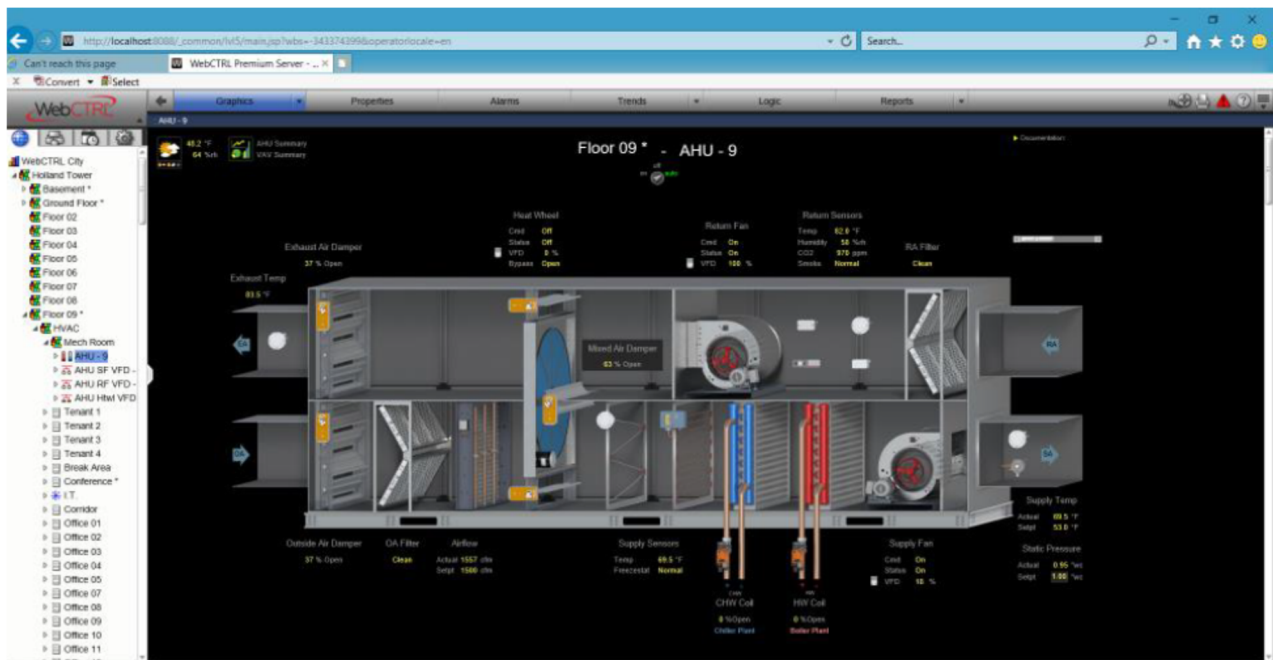 http://localhost:8088/_common/lvl5/main.jsp?wbs=-343374399&operatorlocale=en
Search...
Can't reach this page
WebCTRL Premium Server - ...
x Convert Select
WebCTRL
Graphics Properties Alarms Trends Logic Reports
AHU - 9
WebCTRL City
Holland Tower
Basement *
Ground Floor *
Floor 02
Floor 03
Floor 04
Floor 05
Floor 06
Floor 07
Floor 08
Floor 09 *
HVAC
Mech Room
AHU - 9
AHU SF VFD -
AHU RF VFD -
AHU Htwl VFD
Tenant 1
Tenant 2
Tenant 3
Tenant 4
Break Area
Conference *
I.T.
Corridor
Office 01
Office 02
Office 03
Office 04
Office 05
Office 07
Office 08
Office 09
Office 10
Office 11
48.2 °F
64 %rh
AHU Summary
VAV Summary
Floor 09 * - AHU - 9
off
on auto
Documentation
Heat Wheel
Cmd Off
Status Off
VFD 0 %
Bypass Open
Return Fan
Cmd On
Status On
VFD 100 %
Return Sensors
Temp 82.0 °F
Humidity 58 %rh
CO2 970 ppm
Smoke Normal
RA Filter
Clean
Exhaust Air Damper
37 % Open
Exhaust Temp
83.5 °F
EA
Mixed Air Damper
63 % Open
RA
OA
SA
Outside Air Damper
37 % Open
OA Filter
Clean
Airflow
Actual 1557 cfm
Setpt 1500 cfm
Supply Sensors
Temp 69.5 °F
Freezestat Normal
CHW Coil
0 %Open
Chiller Plant
HW Coil
0 %Open
Boiler Plant
Supply Fan
Cmd On
Status On
VFD 18 %
Supply Temp
Actual 69.5 °F
Setpt 53.0 °F
Static Pressure
Actual 0.95 "wc
Setpt 1.00 "wc